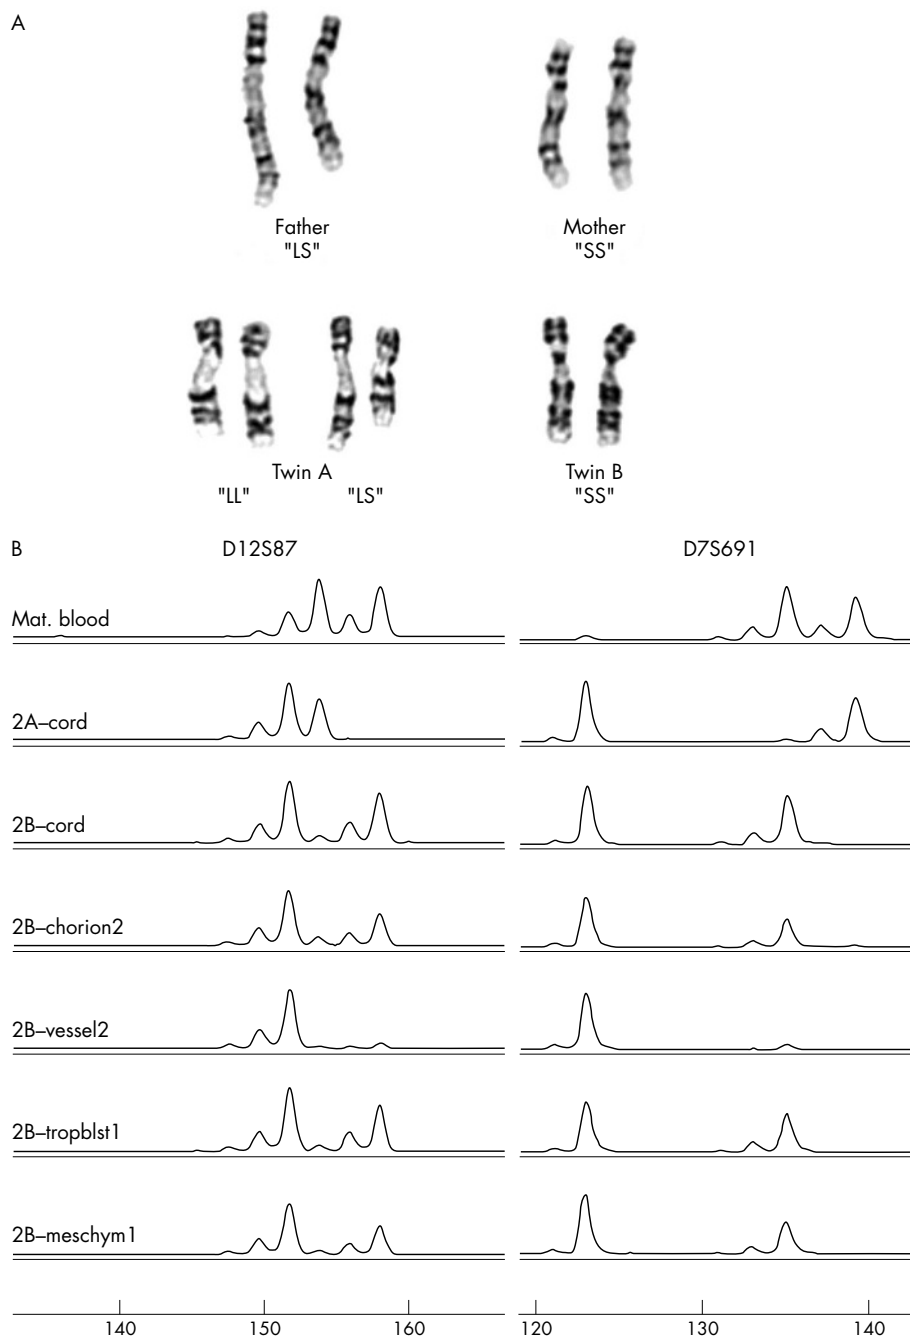 A
Father
"LS"
Mother
"SS"
Twin A
"LL" "LS"
Twin B
"SS"
B
D12S87 D7S691
Mat. blood
2A–cord
2B–cord
2B–chorion2
2B–vessel2
2B–tropblst1
2B–meschym1
140 150 160 120 130 140